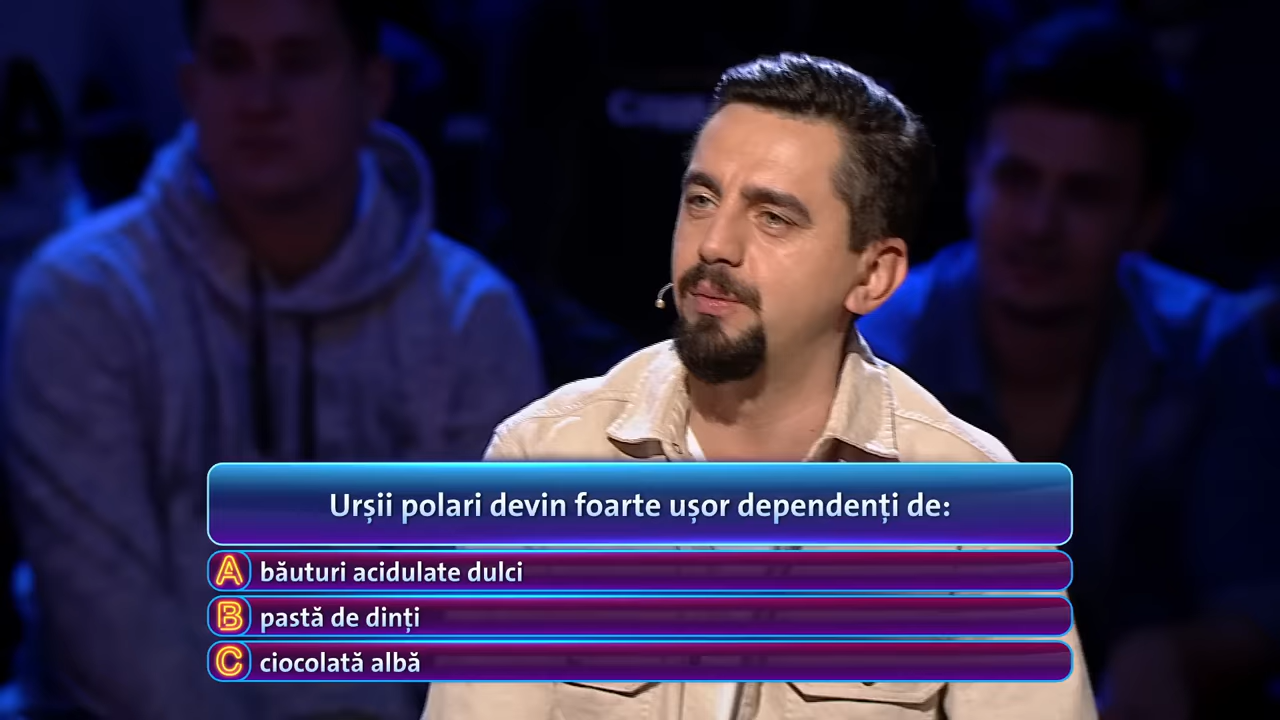 Urșii polari devin foarte ușor dependenți de:
A băuturi acidulate dulci
B pastă de dinți
C ciocolată albă